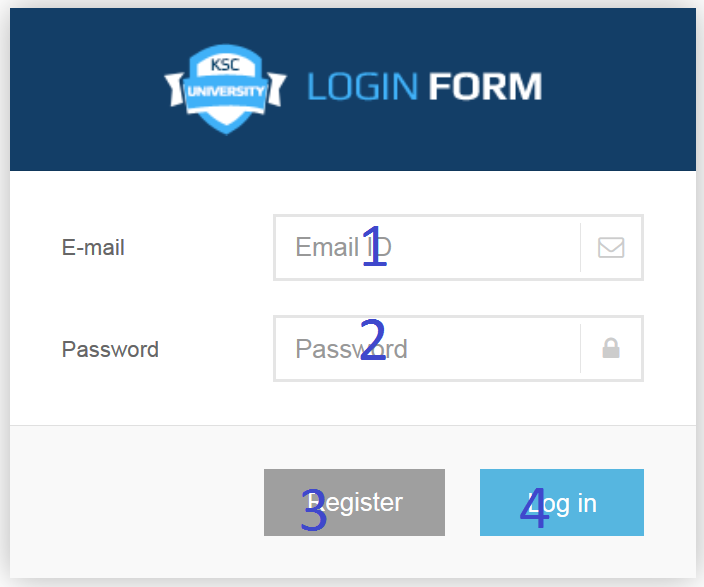 KSC
UNIVERSITY
LOGIN FORM
E-mail
Email ID
1
Password
Password
2
Register
3
Log in
4